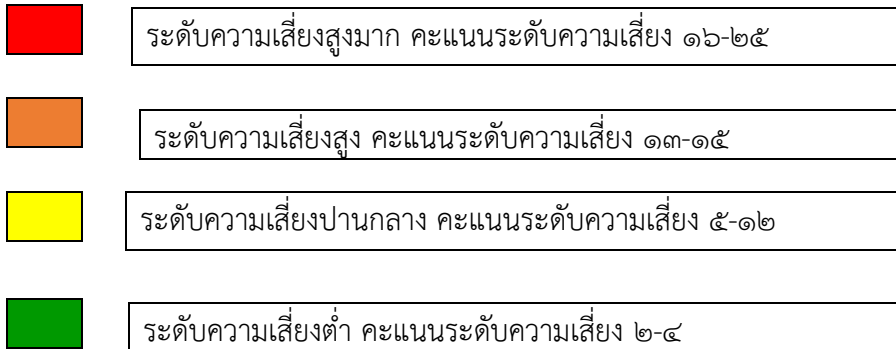 ระดับความเสี่ยงสูงมาก คะแนนระดับความเสี่ยง ๑๖-๒๕
ระดับความเสี่ยงสูง คะแนนระดับความเสี่ยง ๑๓-๑๕
ระดับความเสี่ยงปานกลาง คะแนนระดับความเสี่ยง ๕-๑๒
ระดับความเสี่ยงต่ำ คะแนนระดับความเสี่ยง ๒-๔